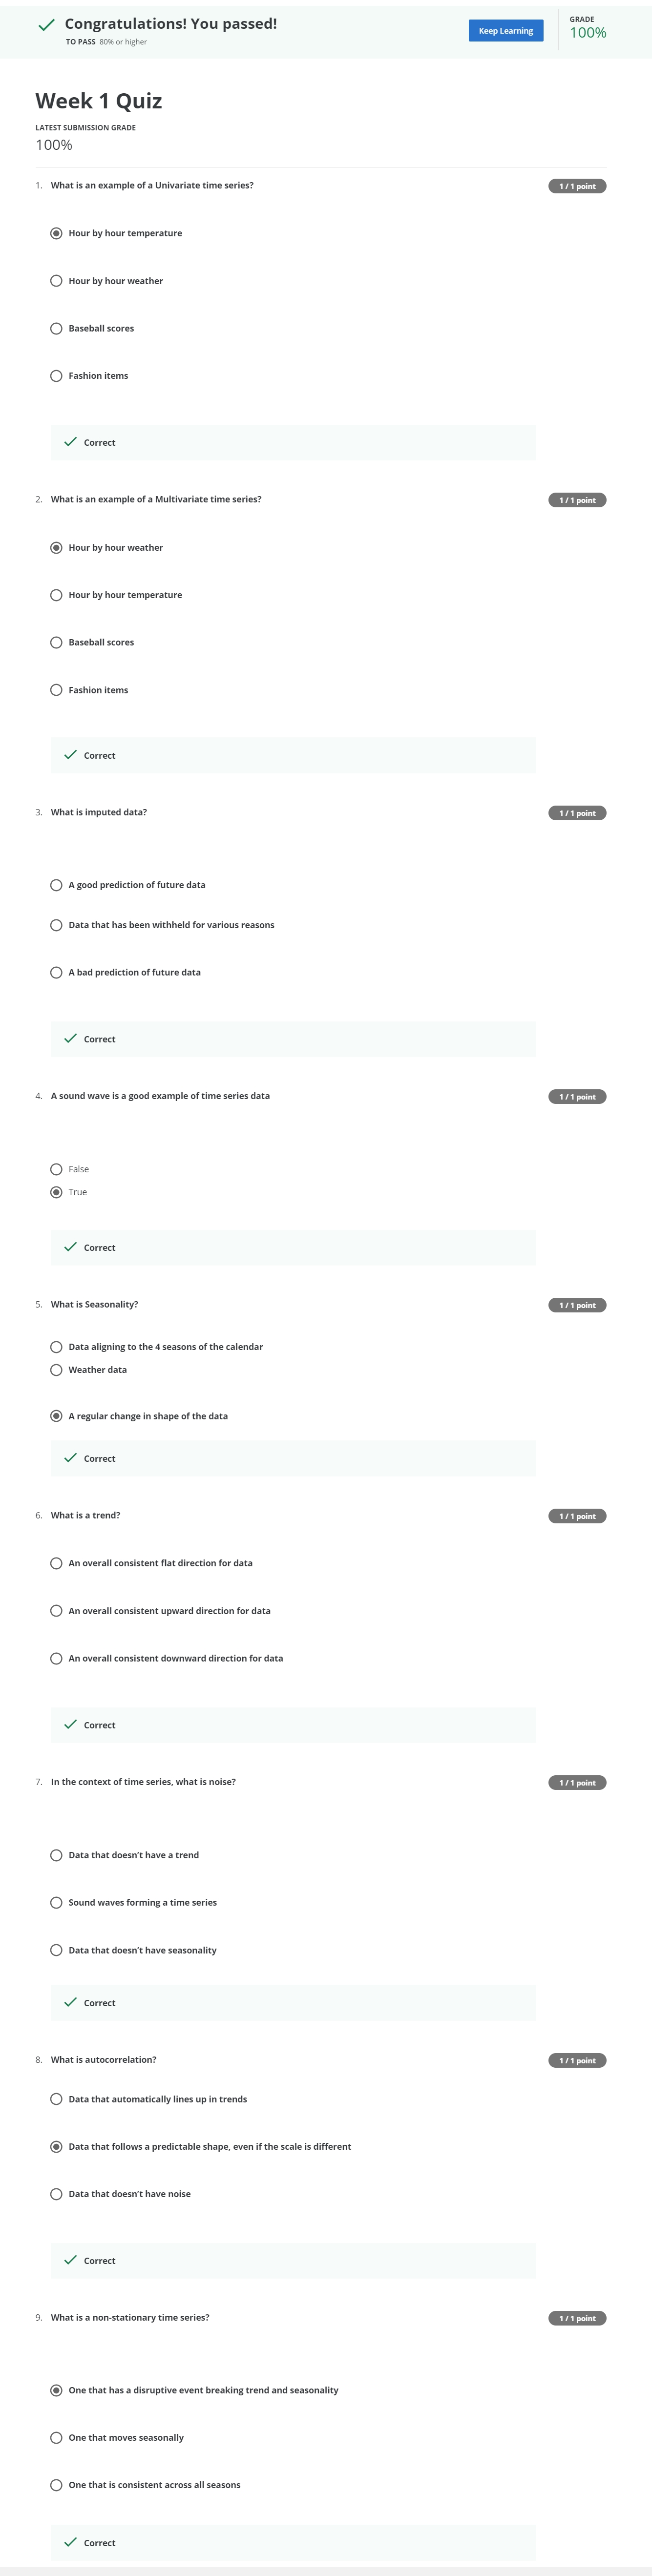 Congratulations! You passed!
TO PASS 80% or higher
Keep Learning
GRADE
100%
Week 1 Quiz
LATEST SUBMISSION GRADE
100%
1. What is an example of a Univariate time series?
1 / 1 point
Hour by hour temperature
Hour by hour weather
Baseball scores
Fashion items
Correct
2. What is an example of a Multivariate time series?
1 / 1 point
Hour by hour weather
Hour by hour temperature
Baseball scores
Fashion items
Correct
3. What is imputed data?
1 / 1 point
A good prediction of future data
Data that has been withheld for various reasons
A bad prediction of future data
Correct
4. A sound wave is a good example of time series data
1 / 1 point
False
True
Correct
5. What is Seasonality?
1 / 1 point
Data aligning to the 4 seasons of the calendar
Weather data
A regular change in shape of the data
Correct
6. What is a trend?
1 / 1 point
An overall consistent flat direction for data
An overall consistent upward direction for data
An overall consistent downward direction for data
Correct
7. In the context of time series, what is noise?
1 / 1 point
Data that doesn’t have a trend
Sound waves forming a time series
Data that doesn’t have seasonality
Correct
8. What is autocorrelation?
1 / 1 point
Data that automatically lines up in trends
Data that follows a predictable shape, even if the scale is different
Data that doesn’t have noise
Correct
9. What is a non-stationary time series?
1 / 1 point
One that has a disruptive event breaking trend and seasonality
One that moves seasonally
One that is consistent across all seasons
Correct